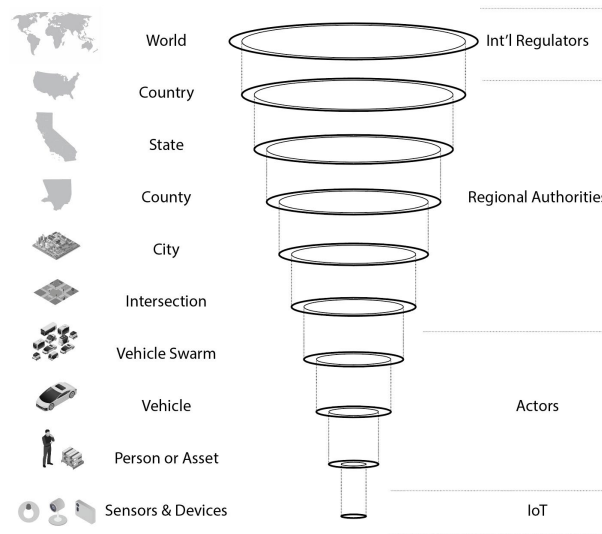 World
Int'l Regulators
Country
State
County
Regional Authorities
City
Intersection
Vehicle Swarm
Vehicle
Actors
Person or Asset
Sensors & Devices
IoT